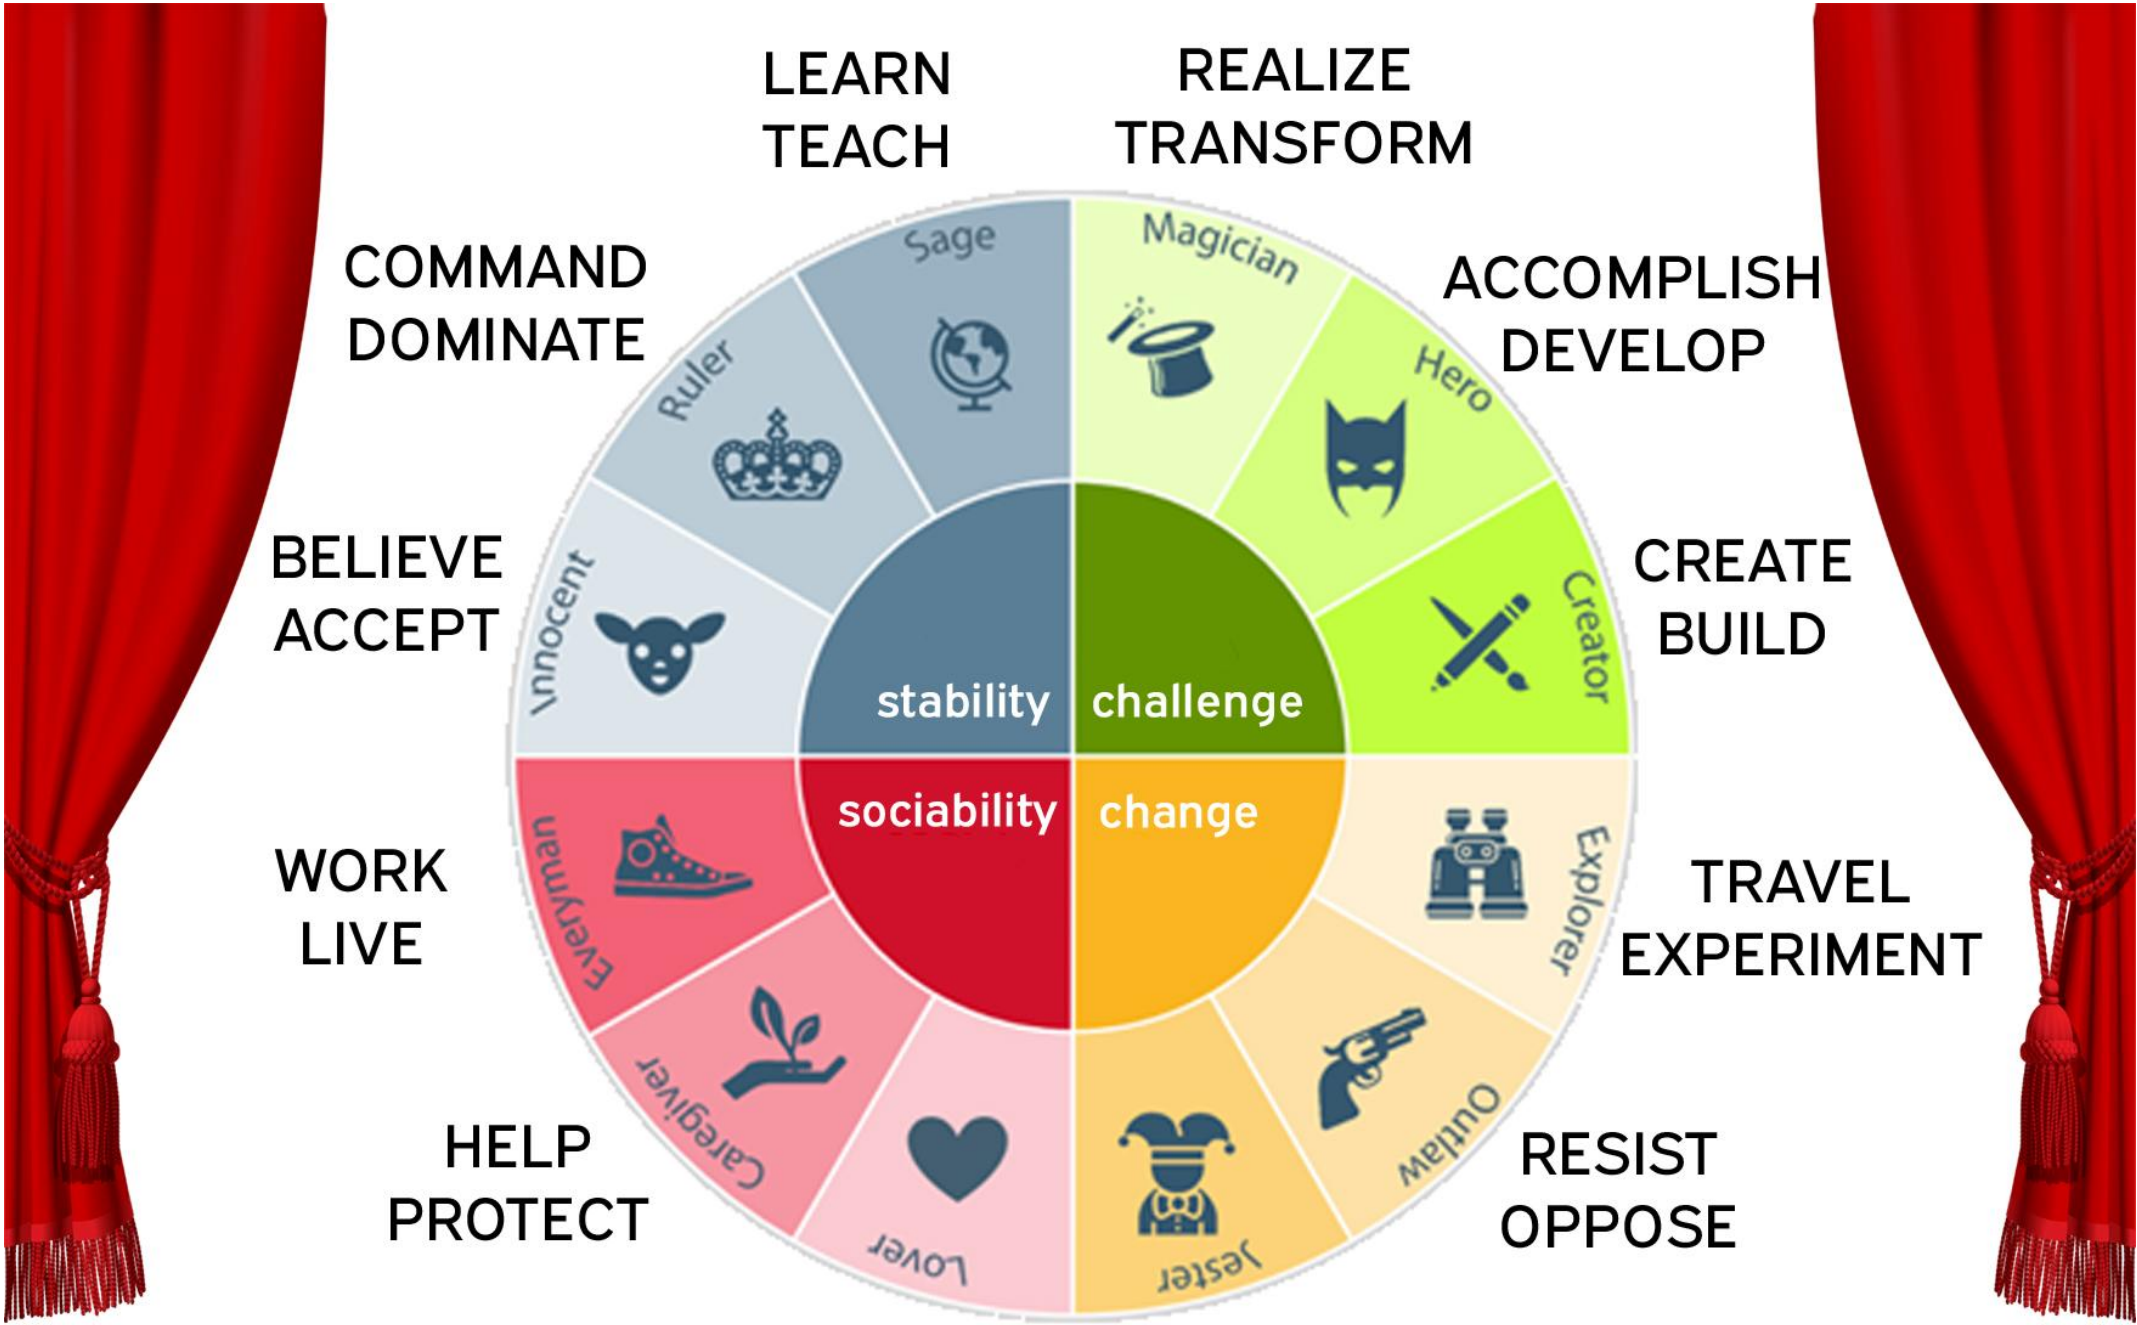 LEARN
TEACH
REALIZE
TRANSFORM
COMMAND
DOMINATE
Sage
Magician
ACCOMPLISH
DEVELOP
Ruler
Hero
BELIEVE
ACCEPT
Innocent
Creator
CREATE
BUILD
stability
challenge
sociability
change
WORK
LIVE
Everyman
Explorer
TRAVEL
EXPERIMENT
HELP
PROTECT
Caregiver
Lover
Jester
Outlaw
RESIST
OPPOSE